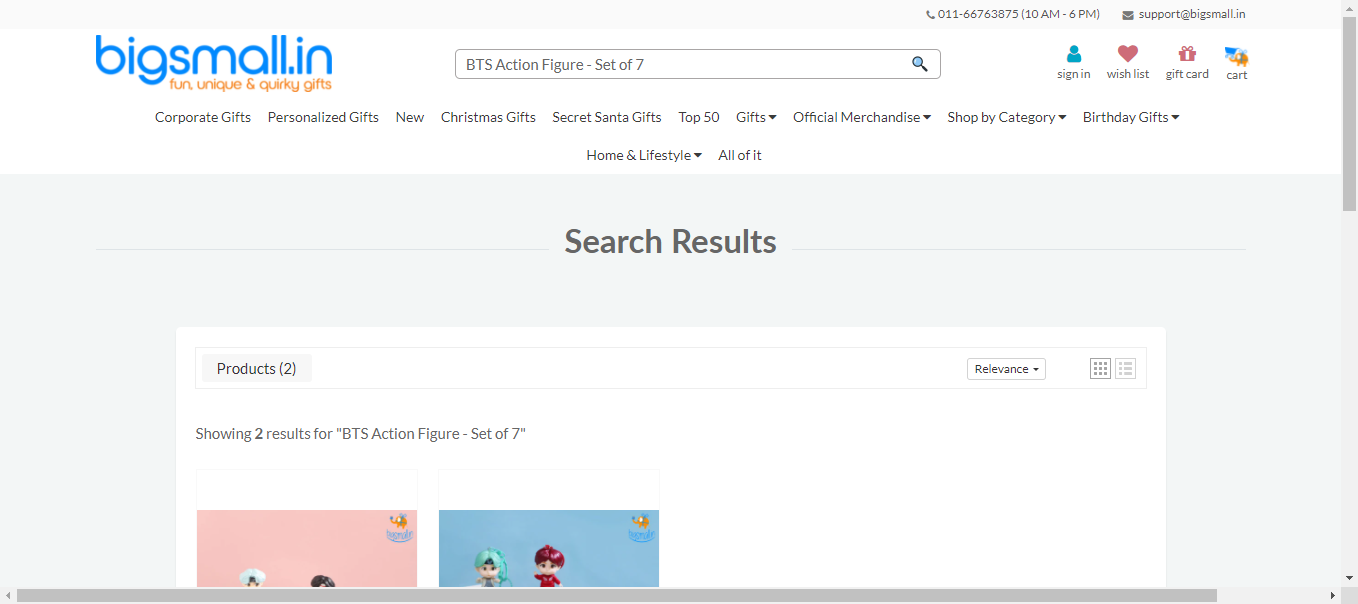 011-66763875 (10 AM - 6 PM) support@bigsmall.in
bigsmall.in
fun, unique & quirky gifts
BTS Action Figure - Set of 7
sign in wish list gift card cart
Corporate Gifts Personalized Gifts New Christmas Gifts Secret Santa Gifts Top 50 Gifts Official Merchandise Shop by Category Birthday Gifts
Home & Lifestyle All of it
Search Results
Products (2) Relevance
Showing 2 results for "BTS Action Figure - Set of 7"